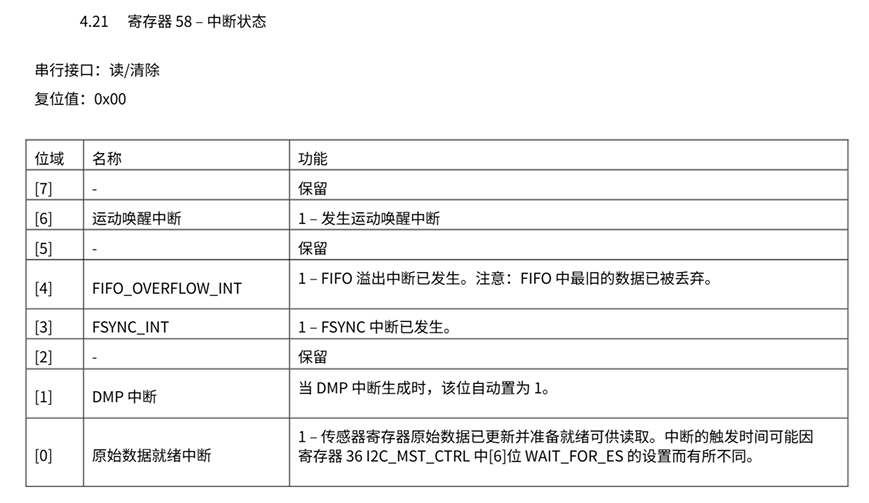 4.21 寄存器 58 – 中断状态
串行接口：读/清除
复位值：0x00
位域 名称 功能
[7] - 保留
[6] 运动唤醒中断 1 – 发生运动唤醒中断
[5] - 保留
[4] FIFO_OVERFLOW_INT 1 – FIFO 溢出中断已发生。注意：FIFO 中最旧的数据已被丢弃。
[3] FSYNC_INT 1 – FSYNC 中断已发生。
[2] - 保留
[1] DMP 中断 当 DMP 中断生成时，该位自动置为 1。
[0] 原始数据就绪中断 1 – 传感器寄存器原始数据已更新并准备就绪可供读取。中断的触发时间可能因
寄存器 36 I2C_MST_CTRL 中[6]位 WAIT_FOR_ES 的设置而有所不同。